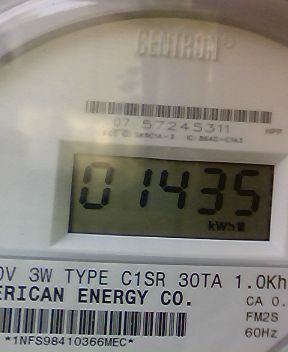 CENTRON®
07 57245311
HPP
01435
kWh
0V 3W TYPE C1SR 30TA 1.0Kh
ERICAN ENERGY CO.
CA 0.
FM2S
*1NFS98410366MEC*
60Hz